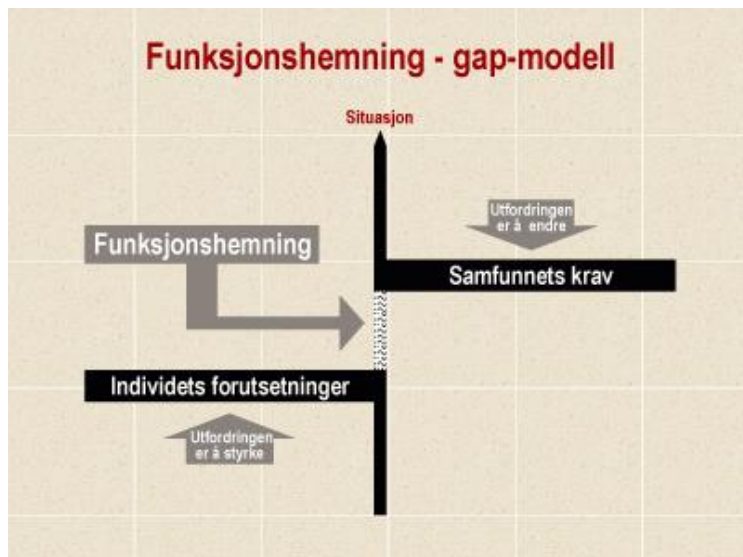 Funksjonshemning - gap-modell
Situasjon
Utfordringen
er å endre
Funksjonshemning
Samfunnets krav
Individets forutsetninger
Utfordringen
er å styrke